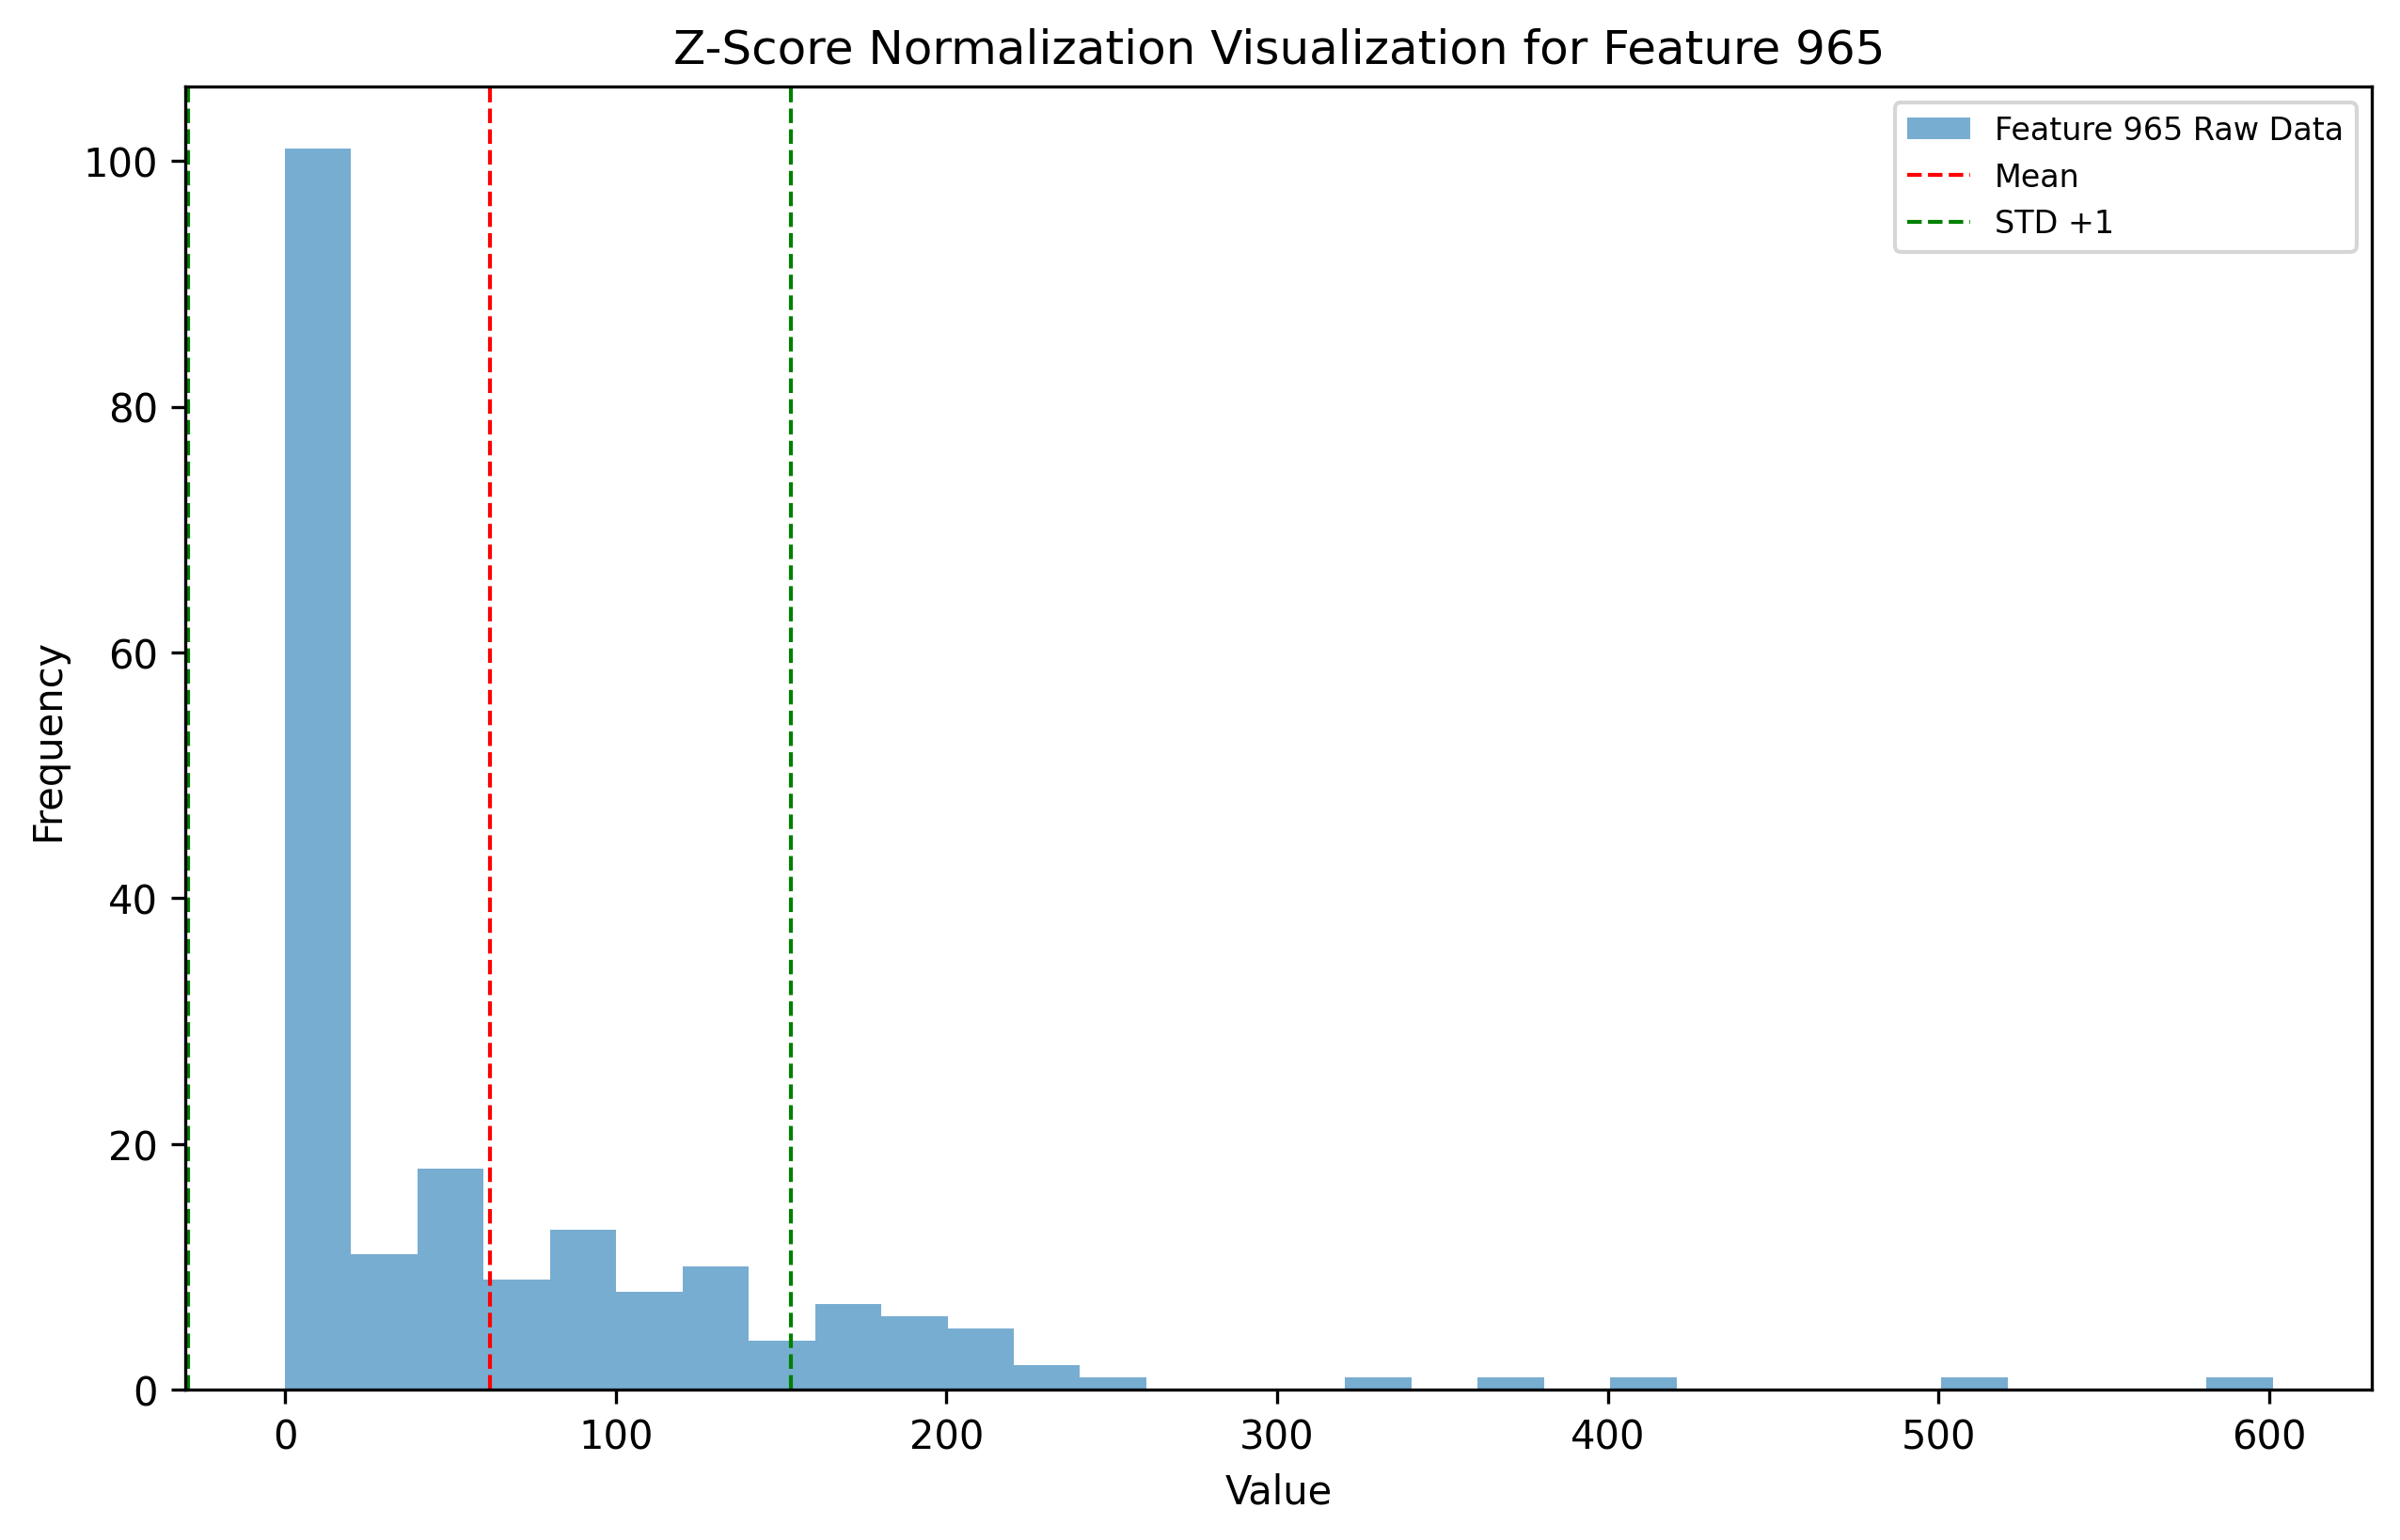 Z-Score Normalization Visualization for Feature 965
Feature 965 Raw Data
Mean
STD +1
100
80
60
40
20
0
Frequency
0 100 200 300 400 500 600
Value